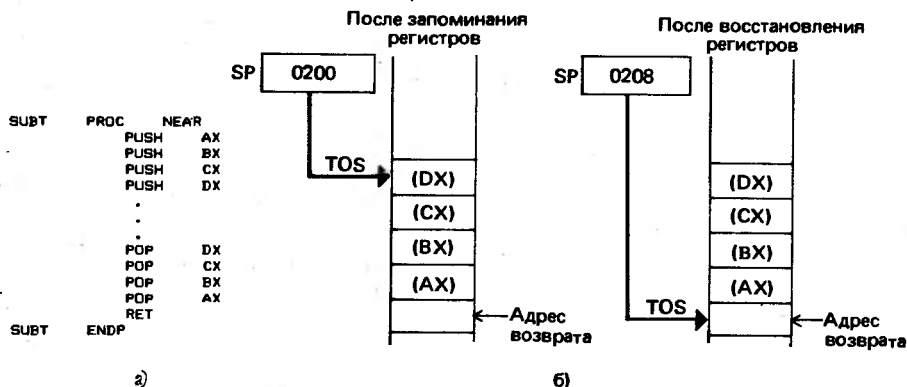 SUBT PROC NEAR
PUSH AX
PUSH BX
PUSH CX
PUSH DX
.
.
.
POP DX
POP CX
POP BX
POP AX
RET
SUBT ENDP
а)
После запоминания
регистров
SP 0200
TOS
(DX)
(CX)
(BX)
(AX)
Адрес
возврата
После восстановления
регистров
SP 0208
(DX)
(CX)
(BX)
(AX)
TOS
Адрес
возврата
б)